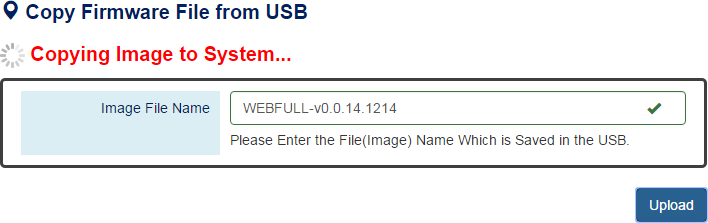 Copy Firmware File from USB
Copying Image to System...
Image File Name
WEBFULL-v0.0.14.1214
Please Enter the File(Image) Name Which is Saved in the USB.
Upload